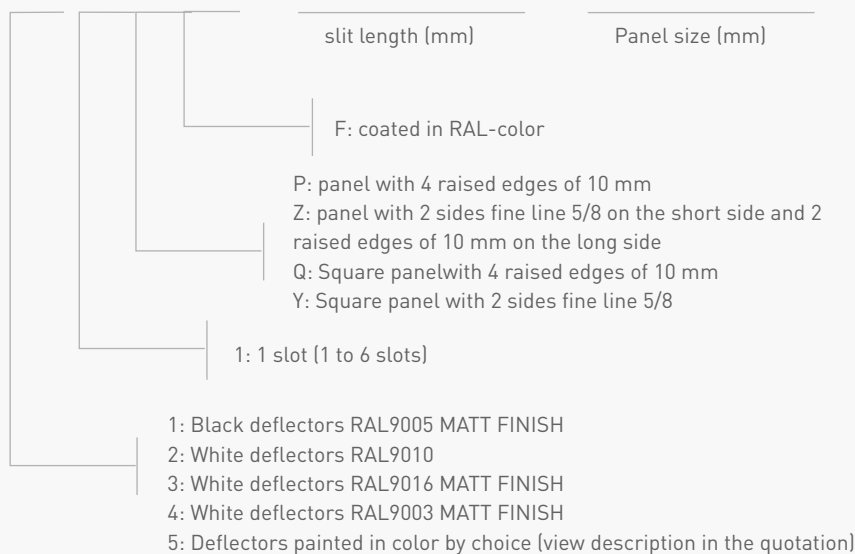 slit length (mm)
Panel size (mm)
F: coated in RAL-color
P: panel with 4 raised edges of 10 mm
Z: panel with 2 sides fine line 5/8 on the short side and 2
raised edges of 10 mm on the long side
Q: Square panelwith 4 raised edges of 10 mm
Y: Square panel with 2 sides fine line 5/8
1: 1 slot (1 to 6 slots)
1: Black deflectors RAL9005 MATT FINISH
2: White deflectors RAL9010
3: White deflectors RAL9016 MATT FINISH
4: White deflectors RAL9003 MATT FINISH
5: Deflectors painted in color by choice (view description in the quotation)